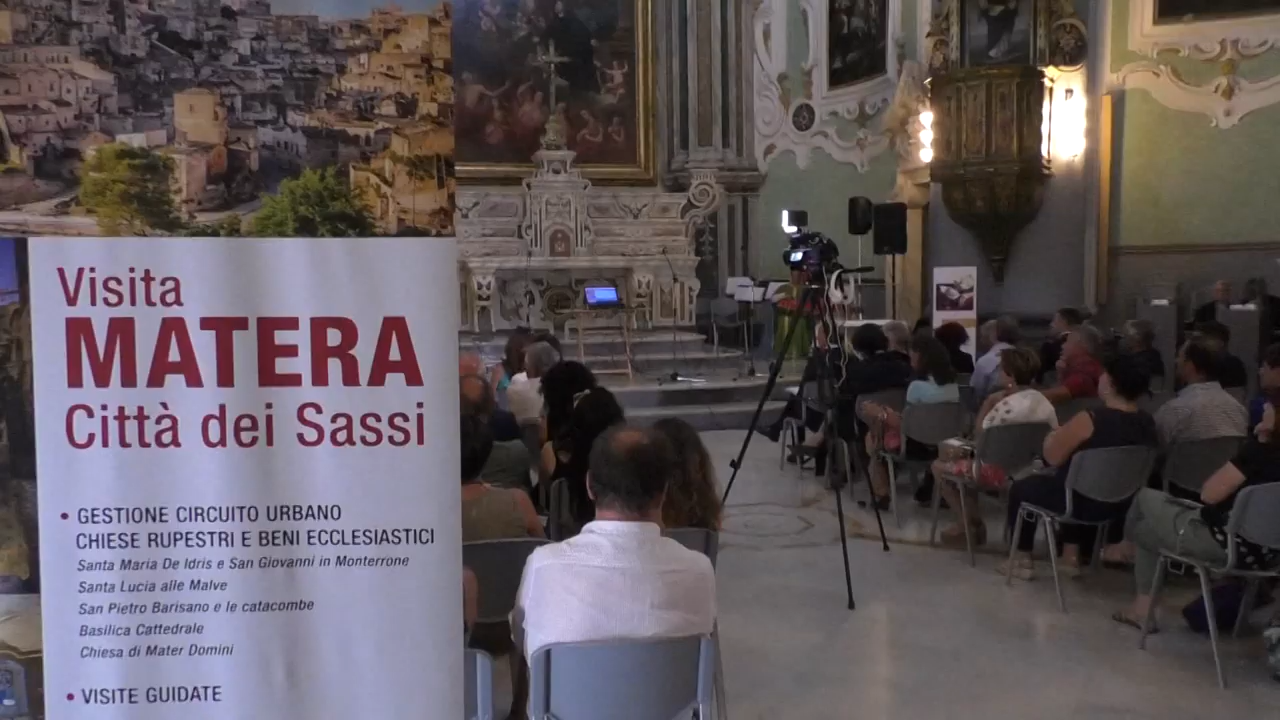 Visita
MATERA
Città dei Sassi
• GESTIONE CIRCUITO URBANO
CHIESE RUPESTRI E BENI ECCLESIASTICI
Santa Maria De Idris e San Giovanni in Monterrone
Santa Lucia alle Malve
San Pietro Barisano e le catacombe
Basilica Cattedrale
Chiesa di Mater Domini
• VISITE GUIDATE